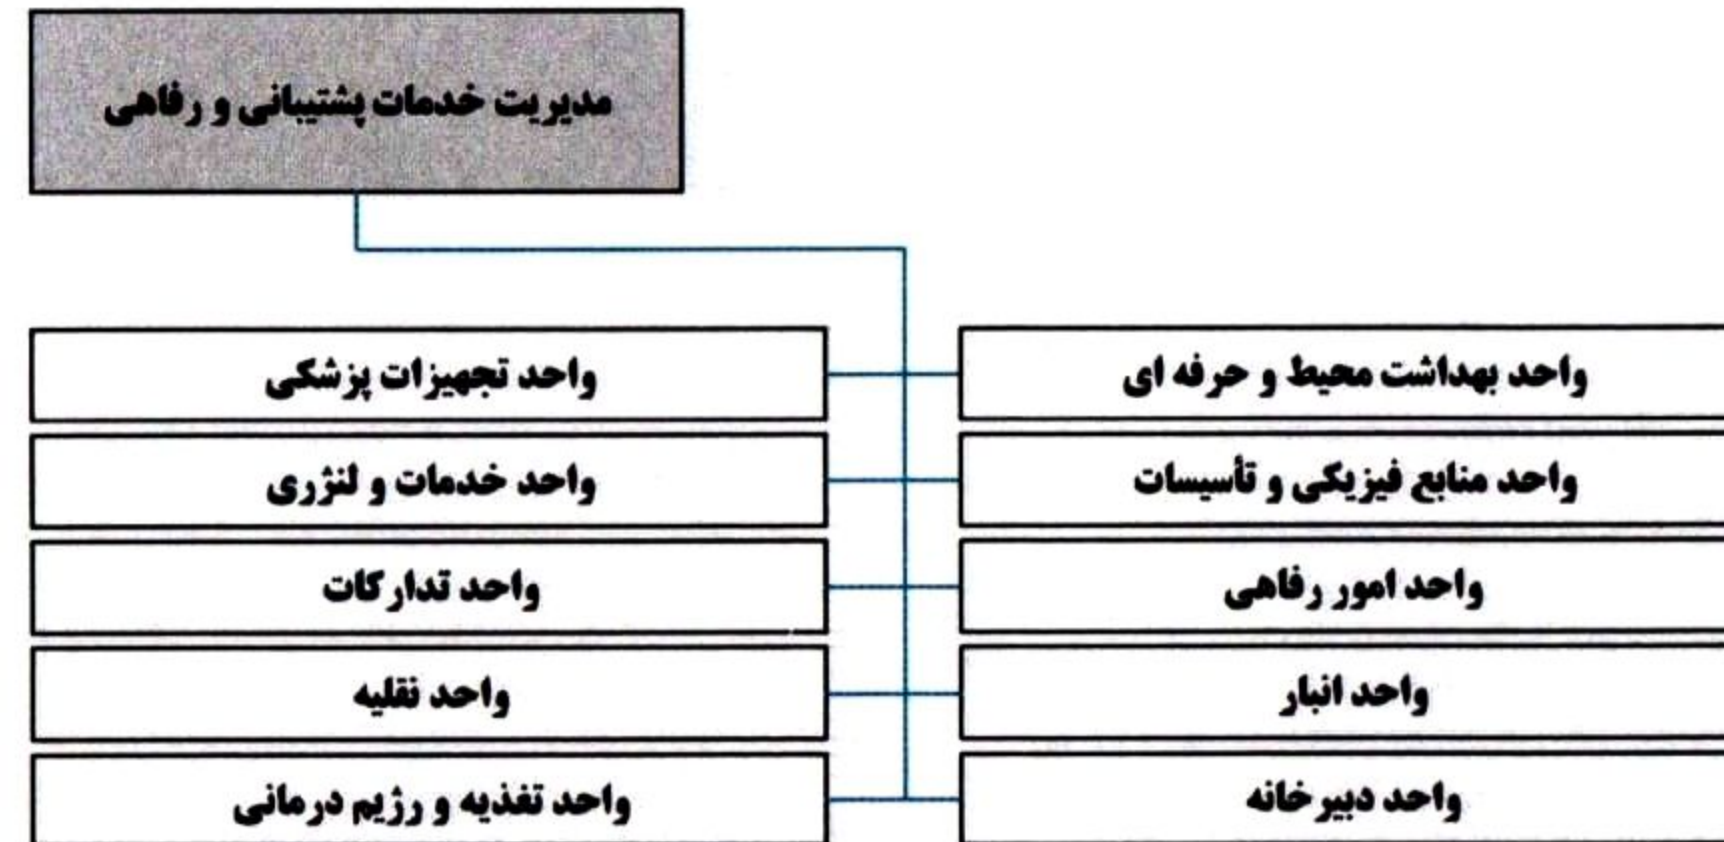 مدیریت خدمات پشتیبانی و رفاهی
واحد بهداشت محیط و حرفه ای
واحد تجهیزات پزشکی
واحد منابع فیزیکی و تأسیسات
واحد خدمات و لنژری
واحد امور رفاهی
واحد تدارکات
واحد انبار
واحد نقلیه
واحد دبیرخانه
واحد تغذیه و رژیم درمانی